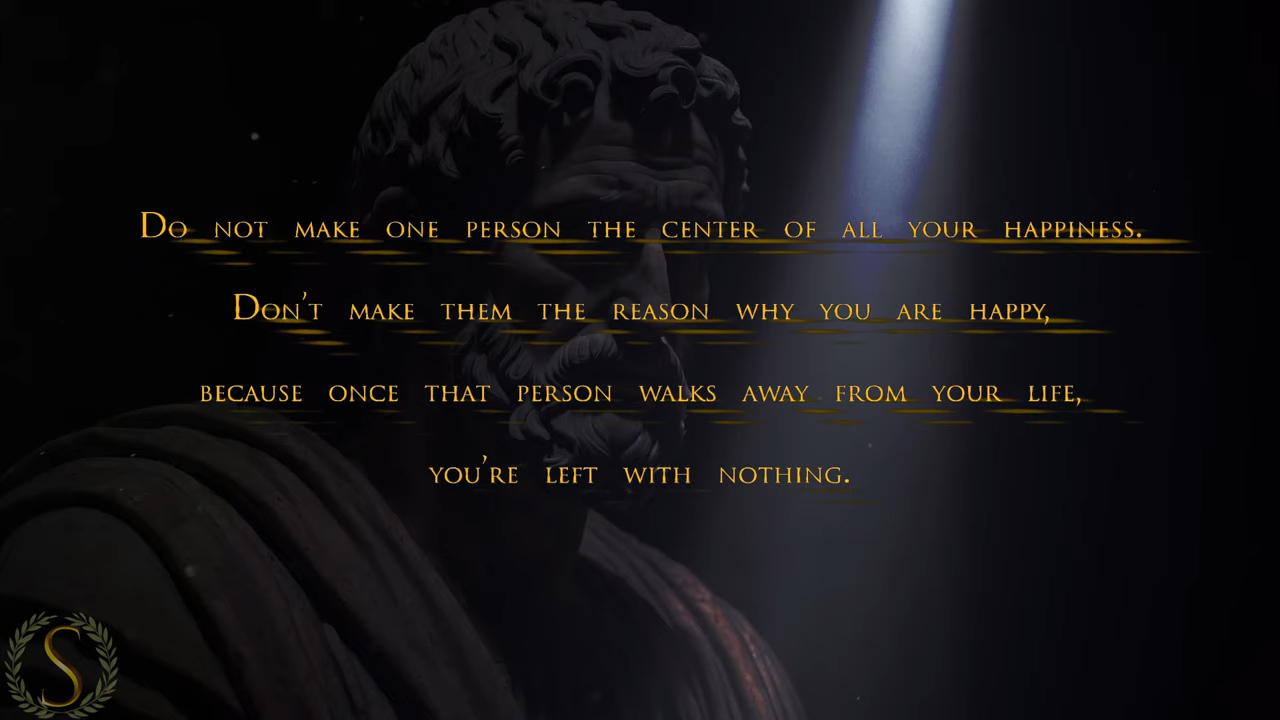 Do not make one person the center of all your happiness.
Don't make them the reason why you are happy,
because once that person walks away from your life,
you're left with nothing.
S